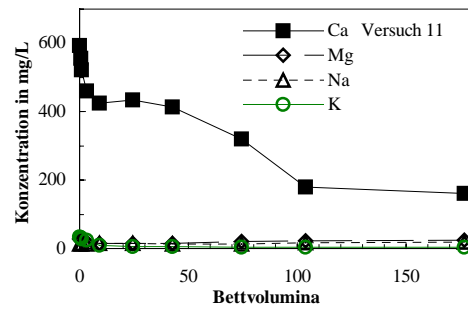 Konzentration in mg/L
600
400
200
0
0
50
100
150
Bettvolumina
Ca Versuch 11
Mg
Na
K